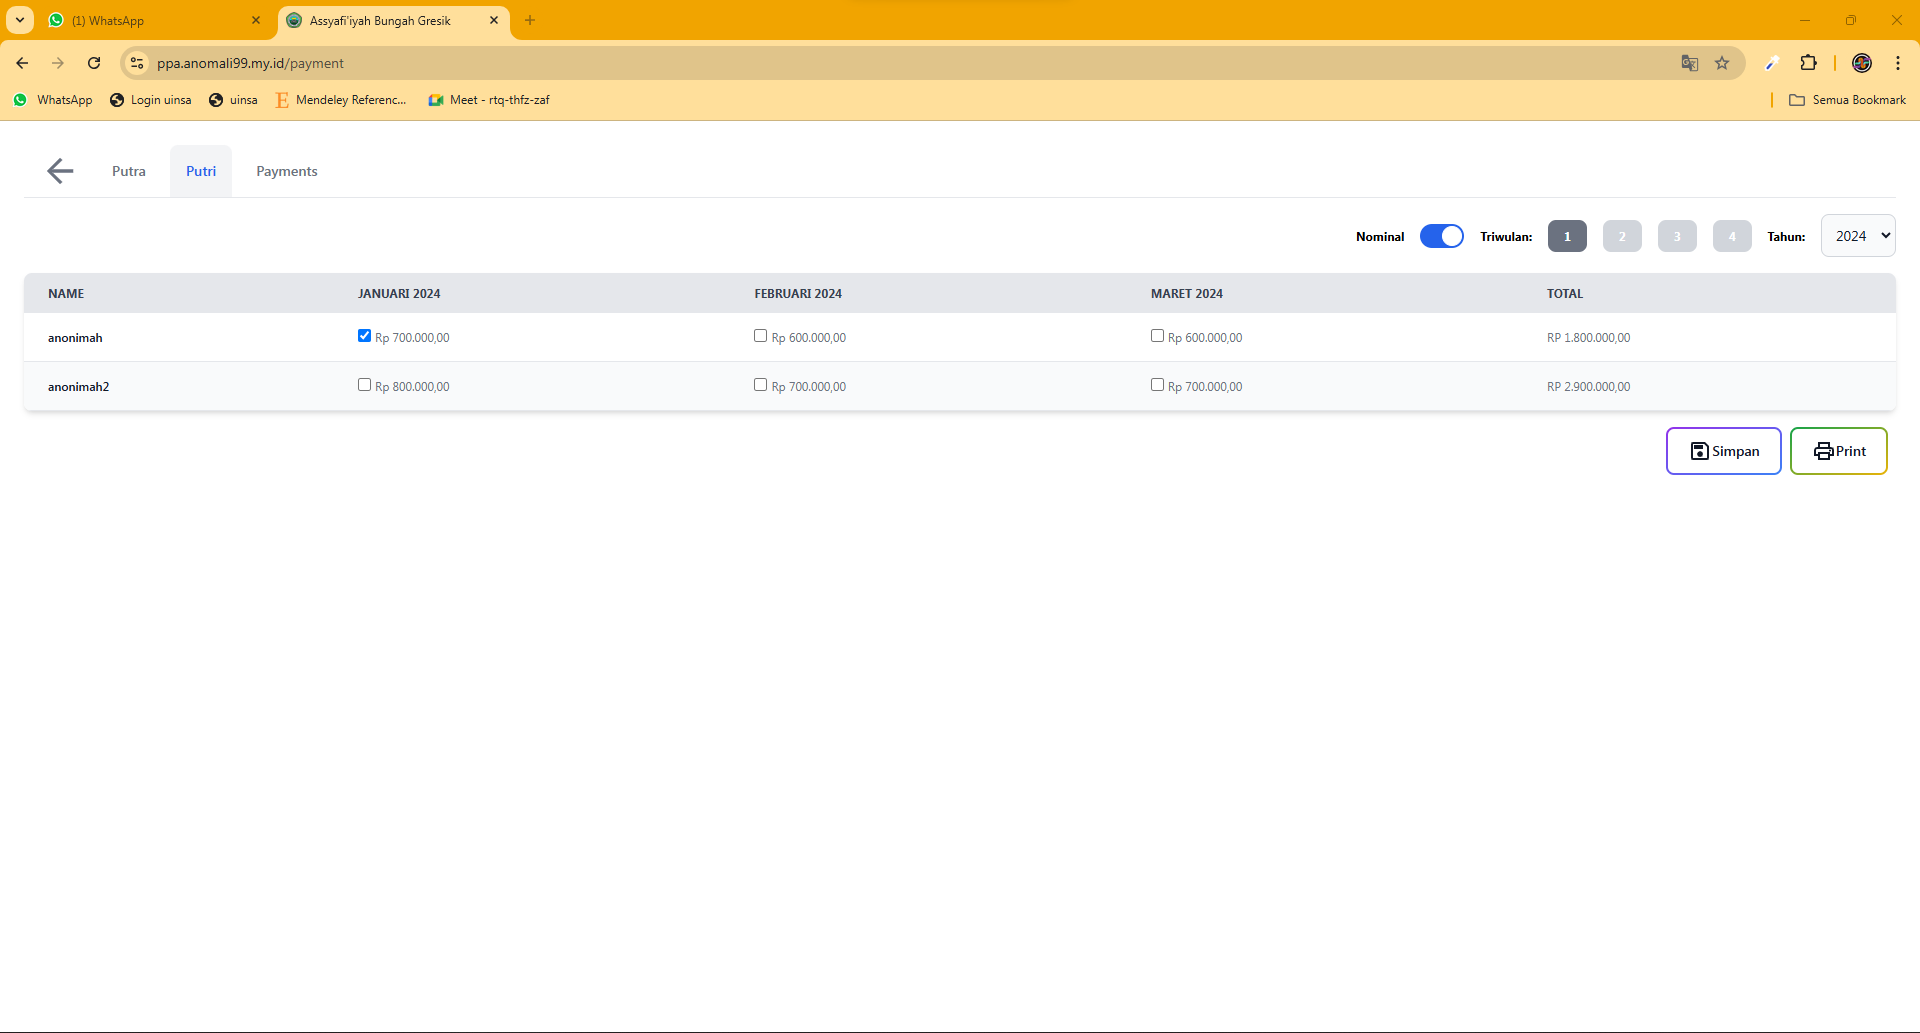 (1) WhatsApp
Assyafi'iyah Bungah Gresik
ppa.anomali99.my.id/payment
WhatsApp
Login uinsa
uinsa
Mendeley Referenc...
Meet - rtq-thfz-zaf
Semua Bookmark
Putra
Putri
Payments
Nominal
Triwulan:
1
2
3
4
Tahun:
2024
NAME JANUARI 2024 FEBRUARI 2024 MARET 2024 TOTAL
anonimah Rp 700.000,00 Rp 600.000,00 Rp 600.000,00 RP 1.800.000,00
anonimah2 Rp 800.000,00 Rp 700.000,00 Rp 700.000,00 RP 2.900.000,00
Simpan
Print